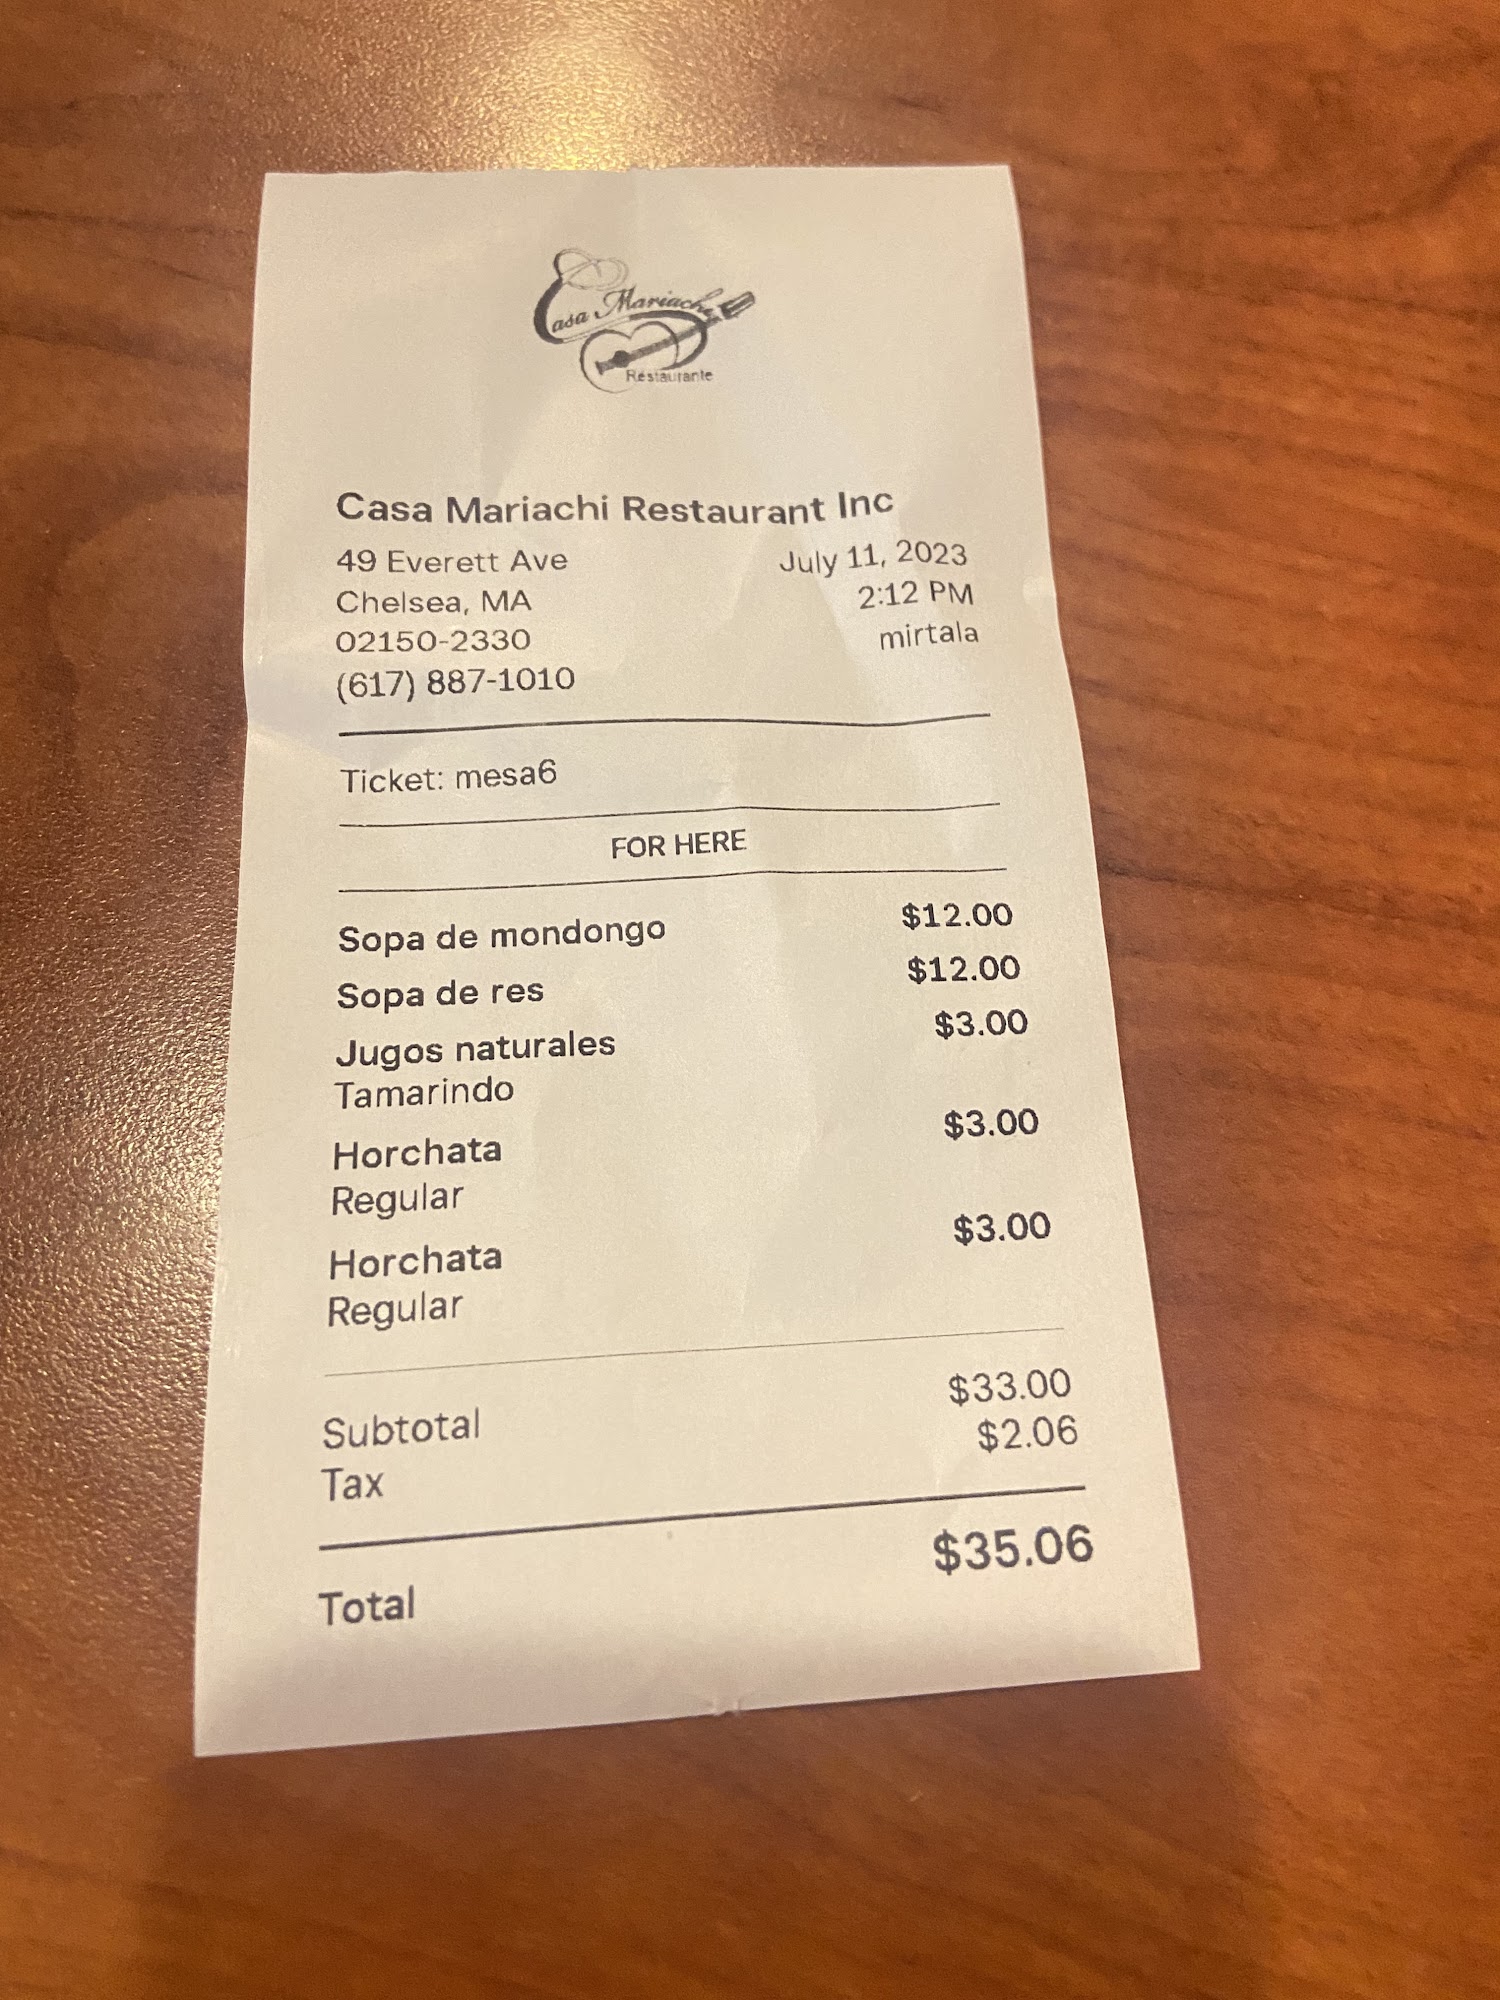 Casa Mariachi
Restaurante
Casa Mariachi Restaurant Inc
49 Everett Ave
Chelsea, MA
02150-2330
(617) 887-1010
July 11, 2023
2:12 PM
mirtala
Ticket: mesa6
FOR HERE
Sopa de mondongo $12.00
Sopa de res $12.00
Jugos naturales $3.00
Tamarindo
Horchata $3.00
Regular
Horchata $3.00
Regular
Subtotal $33.00
Tax $2.06
Total $35.06